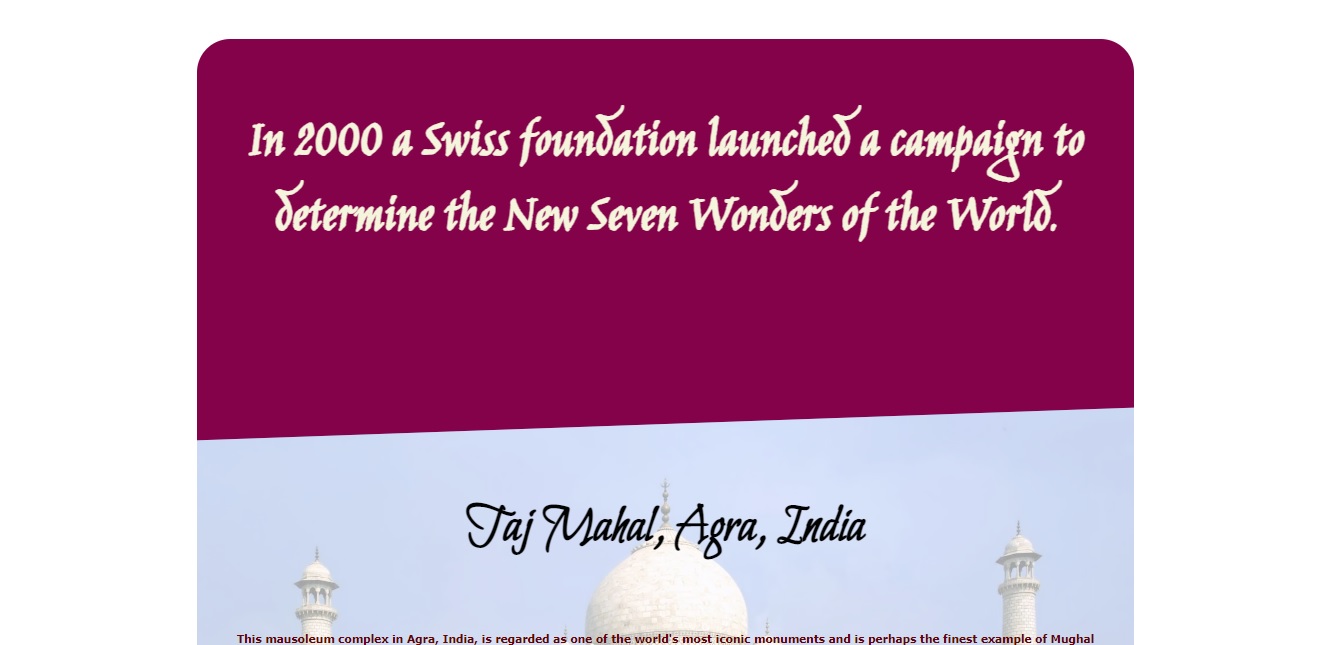 In 2000 a Swiss foundation launched a campaign to
determine the New Seven Wonders of the World.
Taj Mahal, Agra, India
This mausoleum complex in Agra, India, is regarded as one of the world's most iconic monuments and is perhaps the finest example of Mughal